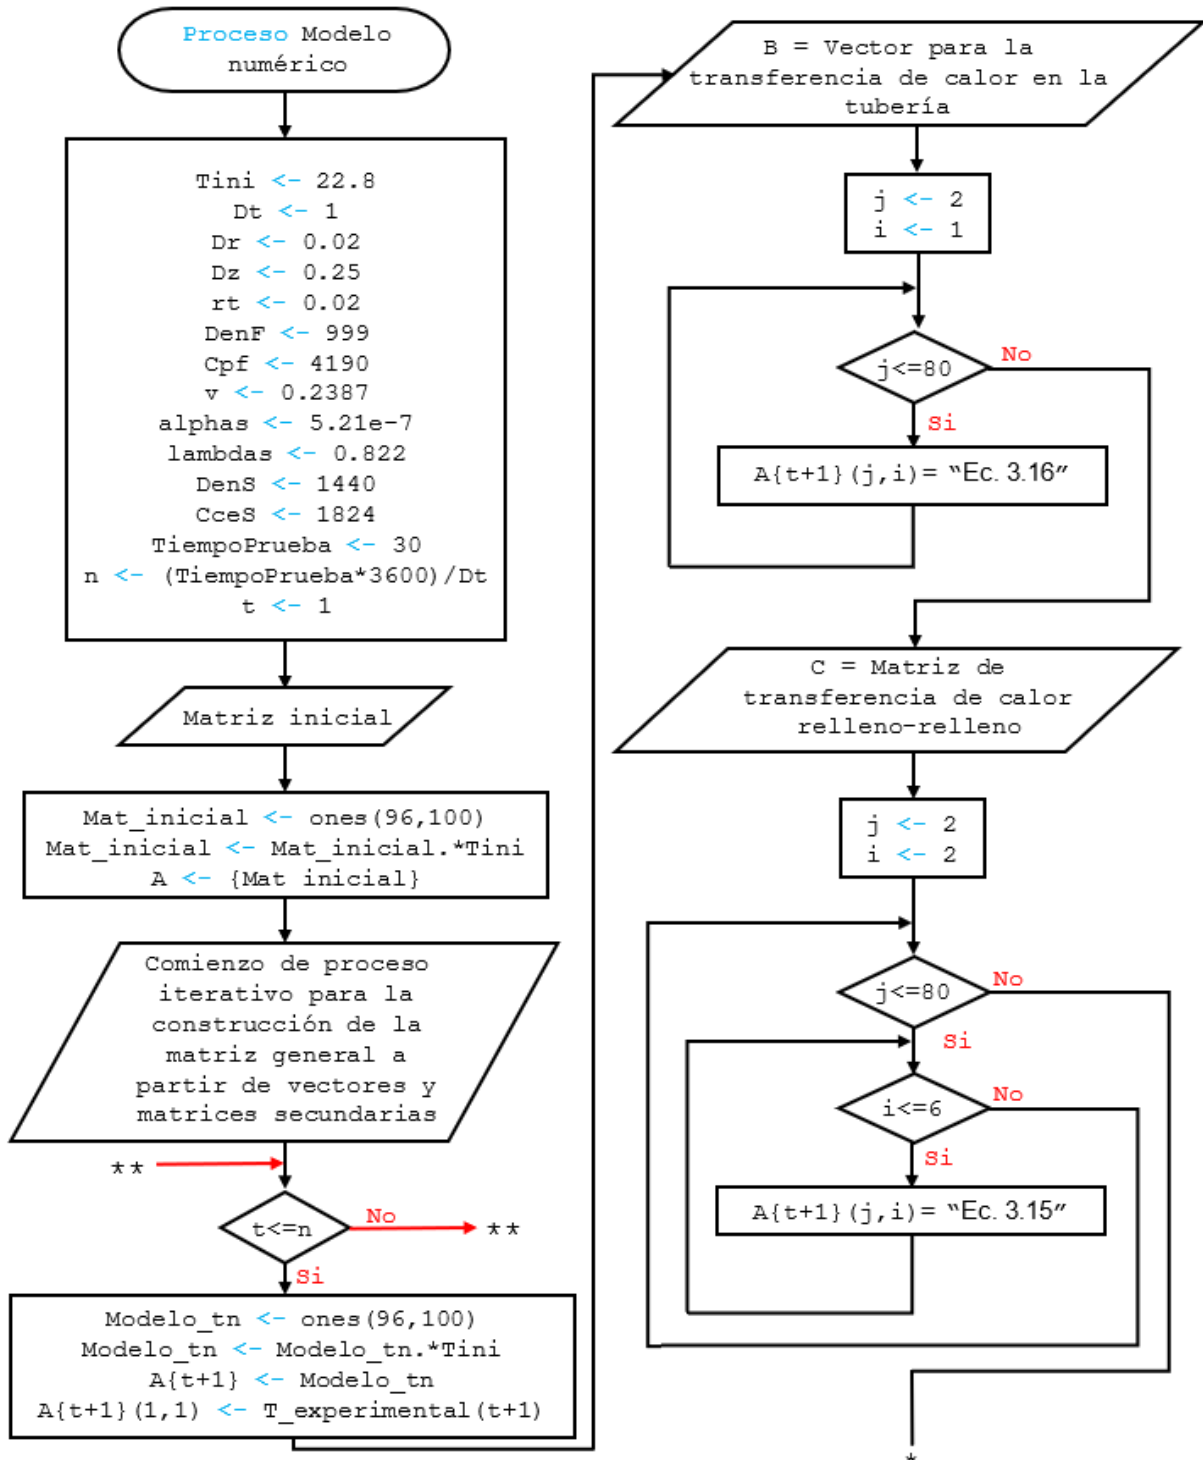 Proceso Modelo
numérico
Tini <- 22.8
Dt <- 1
Dr <- 0.02
Dz <- 0.25
rt <- 0.02
DenF <- 999
Cpf <- 4190
v <- 0.2387
alphas <- 5.21e-7
lambdas <- 0.822
DenS <- 1440
CceS <- 1824
TiempoPrueba <- 30
n <- (TiempoPrueba*3600)/Dt
t <- 1
Matriz inicial
Mat_inicial <- ones(96,100)
Mat_inicial <- Mat_inicial.*Tini
A <- {Mat inicial}
Comienzo de proceso
iterativo para la
construcción de la
matriz general a
partir de vectores y
matrices secundarias
**
t<=n
No
**
Si
Modelo_tn <- ones(96,100)
Modelo_tn <- Modelo_tn.*Tini
A{t+1} <- Modelo_tn
A{t+1}(1,1) <- T_experimental(t+1)
B = Vector para la
transferencia de calor en la
tubería
j <- 2
i <- 1
j<=80
No
Si
A{t+1}(j,i)= “Ec. 3.16”
C = Matriz de
transferencia de calor
relleno-relleno
j <- 2
i <- 2
j<=80
No
Si
i<=6
No
Si
A{t+1}(j,i)= “Ec. 3.15”
*